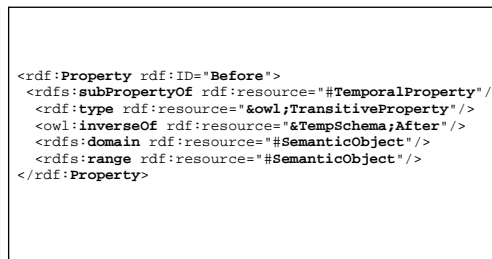 <rdf:Property rdf:ID="Before">
<rdfs:subPropertyOf rdf:resource="#TemporalProperty"/
<rdf:type rdf:resource="&owl;TransitiveProperty"/>
<owl:inverseOf rdf:resource="&TempSchema;After"/>
<rdfs:domain rdf:resource="#SemanticObject"/>
<rdfs:range rdf:resource="#SemanticObject"/>
</rdf:Property>